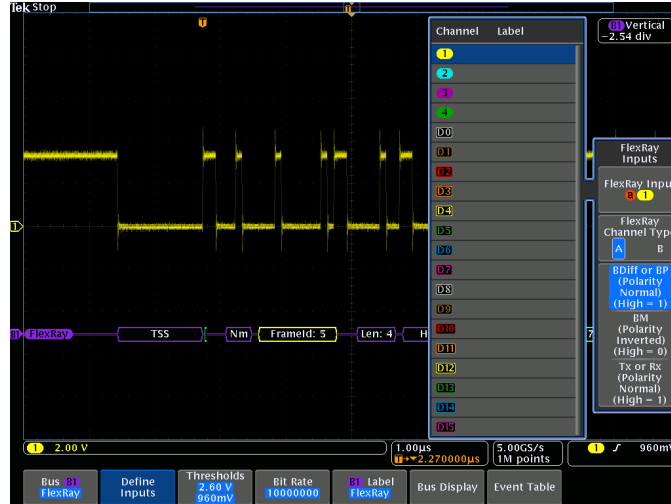 Tek Stop
T
T
Channel Label
1
2
3
4
D0
D1
D2
D3
D4
D5
D6
D7
D8
D9
D10
D11
D12
D13
D14
D15
B1 Vertical
-2.54 div
FlexRay
Inputs
FlexRay Input
a 1
FlexRay
Channel Type
A B
BDiff or BP
(Polarity
Normal)
(High = 1)
BM
(Polarity
Inverted)
(High = 0)
Tx or Rx
(Polarity
Normal)
(High = 1)
1
B1 FlexRay TSS Nm FrameId: 5 Len: 4 H 7
1 2.00 V
1.00µs
T→▼2.270000µs
5.00GS/s
1M points
1 960mV
Bus B1
FlexRay
Define
Inputs
Thresholds
2.60 V
960mV
Bit Rate
10000000
B1 Label
FlexRay
Bus Display
Event Table